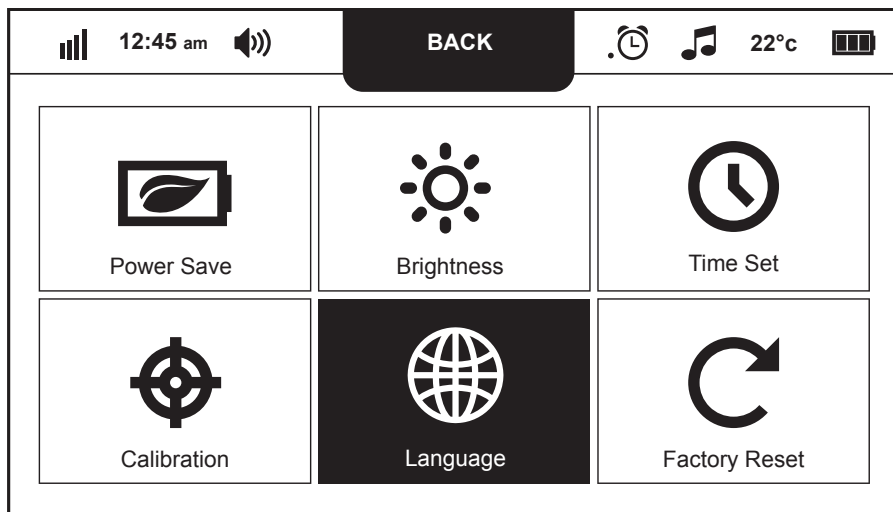 12:45 am BACK 22°c
Power Save Brightness Time Set
Calibration Language Factory Reset